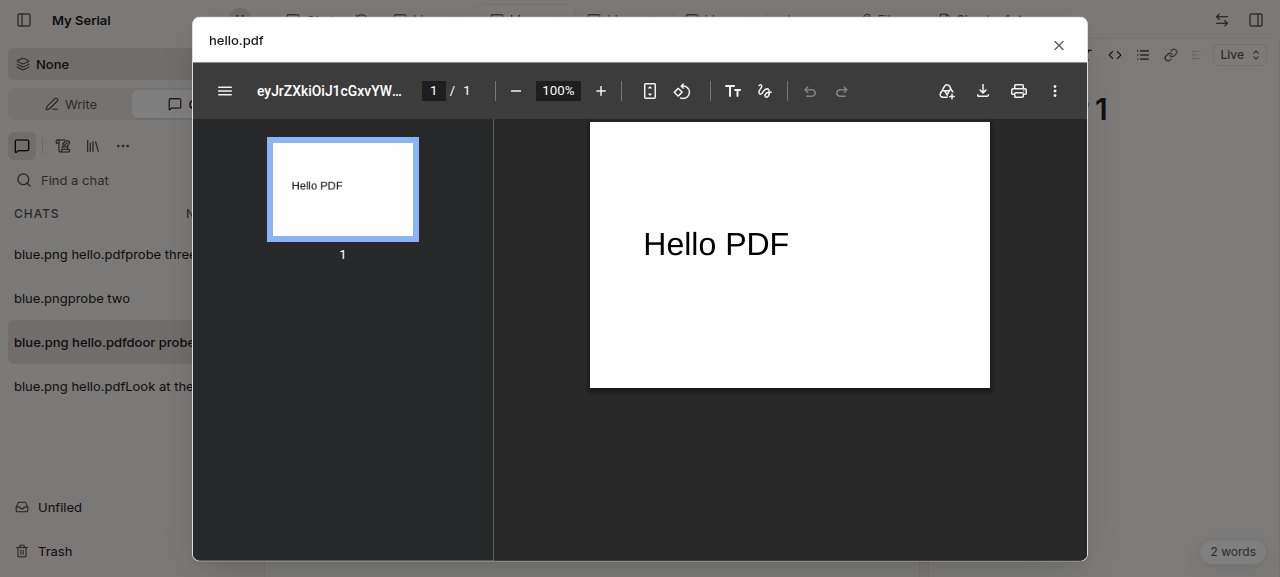 My Serial
hello.pdf
None
eyJrZXkiOiJ1cGxvYW...
1 / 1
100%
Live
Write
1
Find a chat
Hello PDF
CHATS
1
Hello PDF
blue.png hello.pdfprobe three
blue.pngprobe two
blue.png hello.pdfdoor probe
blue.png hello.pdfLook at the
Unfiled
Trash
2 words